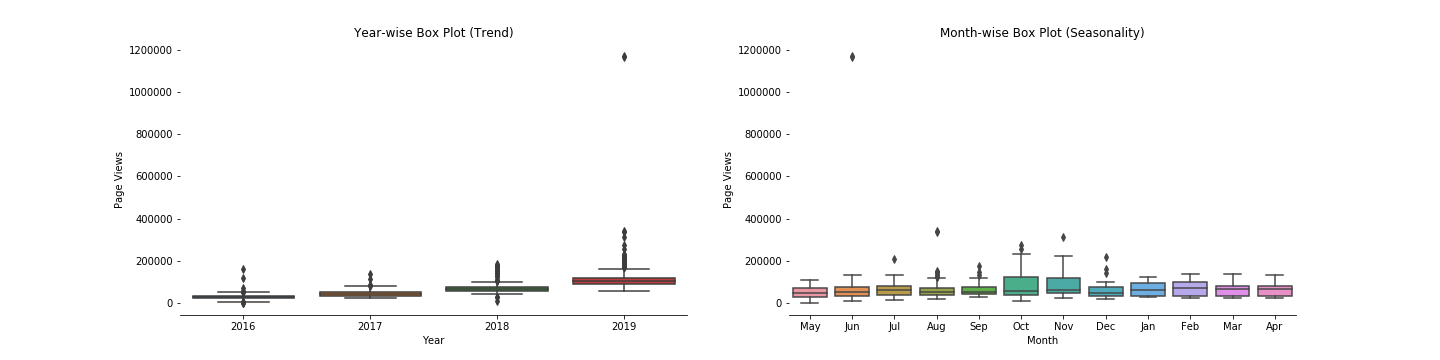 Year-wise Box Plot (Trend)
1200000
1000000
800000
600000
400000
200000
0
Page Views
2016 2017 2018 2019
Year
Month-wise Box Plot (Seasonality)
1200000
1000000
800000
600000
400000
200000
0
Page Views
May Jun Jul Aug Sep Oct Nov Dec Jan Feb Mar Apr
Month